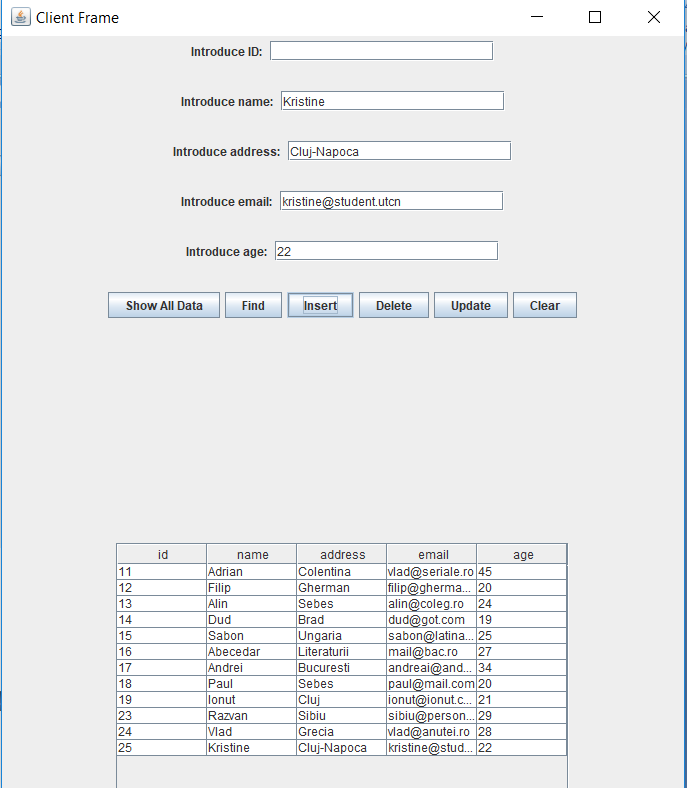 Client Frame
Introduce ID:
Introduce name: Kristine
Introduce address: Cluj-Napoca
Introduce email: kristine@student.utcn
Introduce age: 22
Show All Data Find Insert Delete Update Clear
id name address email age
11 Adrian Colentina vlad@seriale.ro 45
12 Filip Gherman filip@gherma... 20
13 Alin Sebes alin@coleg.ro 24
14 Dud Brad dud@got.com 19
15 Sabon Ungaria sabon@latina... 25
16 Abecedar Literaturii mail@bac.ro 27
17 Andrei Bucuresti andreai@and... 34
18 Paul Sebes paul@mail.com 20
19 Ionut Cluj ionut@ionut.c... 21
23 Razvan Sibiu sibiu@person... 29
24 Vlad Grecia vlad@anutei.ro 28
25 Kristine Cluj-Napoca kristine@stud... 22